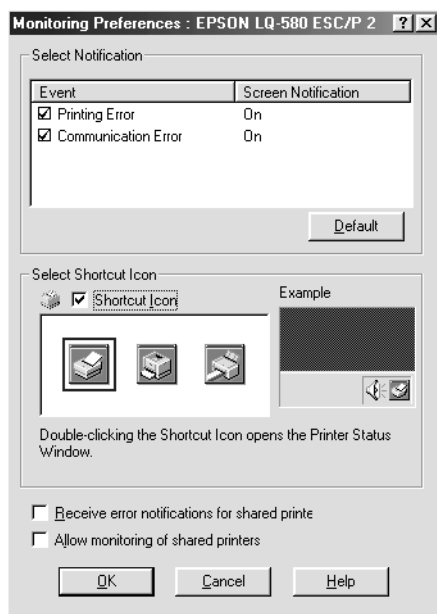 Monitoring Preferences : EPSON LQ-580 ESC/P 2
Select Notification
Event Screen Notification
Printing Error On
Communication Error On
Default
Select Shortcut Icon
Shortcut Icon
Example
Double-clicking the Shortcut Icon opens the Printer Status
Window.
Receive error notifications for shared printe
Allow monitoring of shared printers
OK Cancel Help